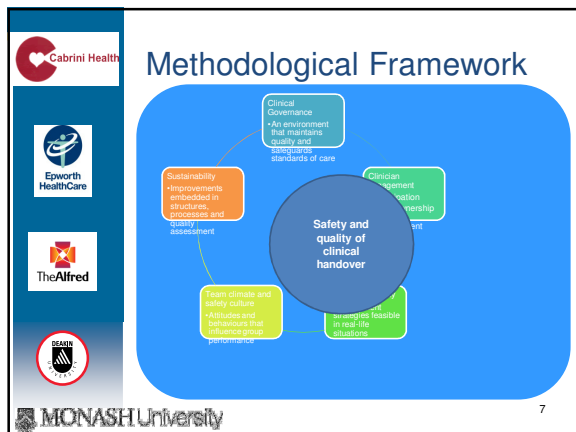 Cabrini Health
Methodological Framework
Clinical
Governance
•An environment
that maintains
quality and
safeguards
standards of care
Clinician
Sustainability
•Improvements
embedded in
structures,
processes and
quality
assessment
Safety and
quality of
clinical
handover
Team climate and
safety culture
•Attitudes and
behaviours that
influence group
performance
strategies feasible
in real-life
situations
Epworth
HealthCare
TheAlfred
DEAKIN
UNIVERSITY
MONASH University
7